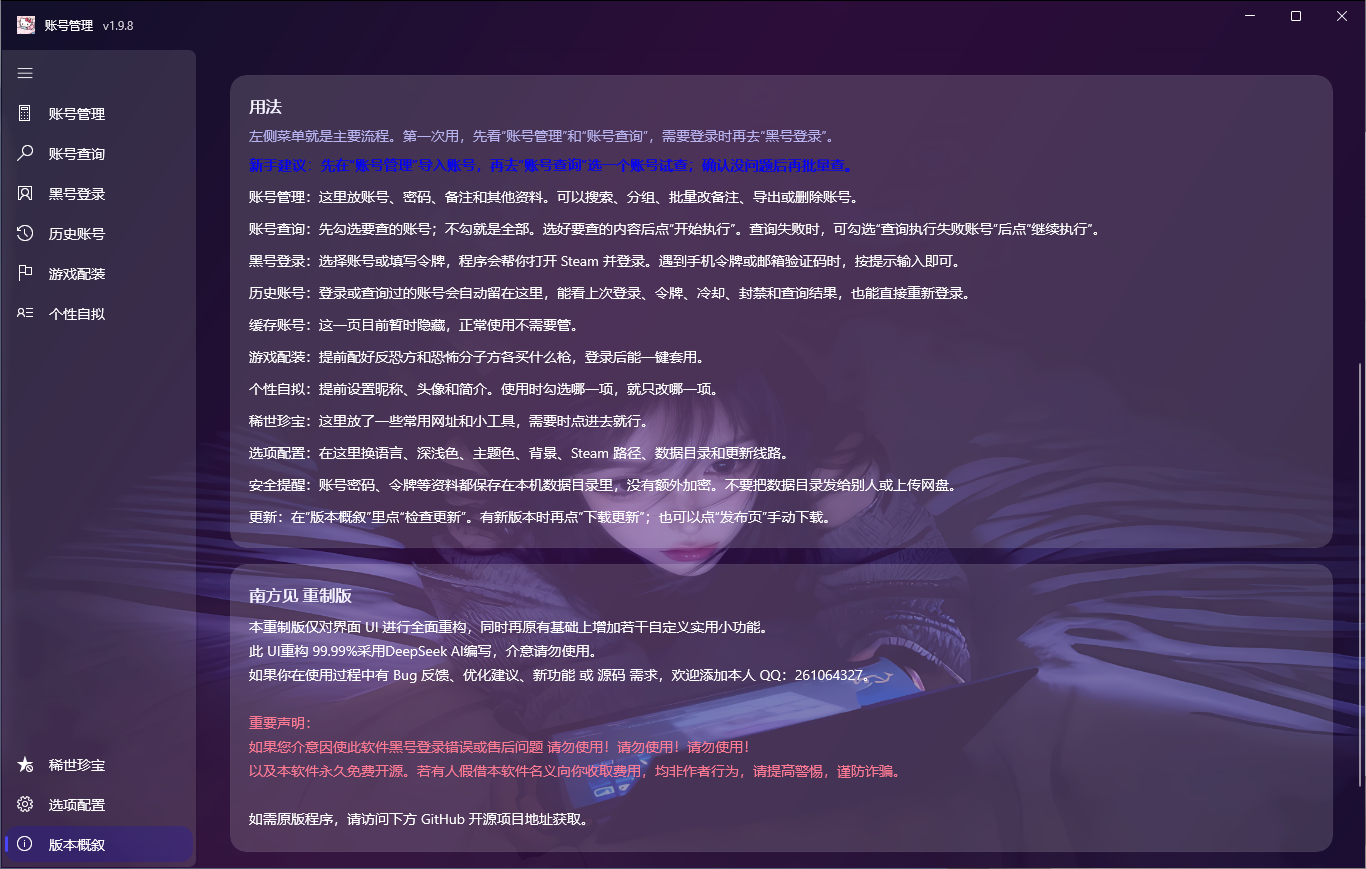 账号管理 v1.9.8
账号管理
账号查询
黑号登录
历史账号
游戏配装
个性自拟
稀世珍宝
选项配置
版本概叙
用法
左侧菜单就是主要流程。第一次用，先看“账号管理”和“账号查询”，需要登录时再去“黑号登录”。
新手建议：先在“账号管理”导入账号，再去“账号查询”选一个账号试查；确认没问题后再批量查。
账号管理：这里放账号、密码、备注和其他资料。可以搜索、分组、批量改备注、导出或删除账号。
账号查询：先勾选要查的账号；不勾就是全部。选好要查的内容后点“开始执行”。查询失败时，可勾选“查询执行失败账号”后点“继续执行”。
黑号登录：选择账号或填写令牌，程序会帮你打开 Steam 并登录。遇到手机令牌或邮箱验证码时，按提示输入即可。
历史账号：登录或查询过的账号会自动留在这里，能看上次登录、令牌、冷却、封禁和查询结果，也能直接重新登录。
缓存账号：这一页目前暂时隐藏，正常使用不需要管。
游戏配装：提前配好反恐方和恐怖分子方各买什么枪，登录后能一键套用。
个性自拟：提前设置昵称、头像和简介。使用时勾选哪一项，就只改哪一项。
稀世珍宝：这里放了一些常用网址和小工具，需要时点进去就行。
选项配置：在这里换语言、深浅色、主题色、背景、Steam 路径、数据目录和更新线路。
安全提醒：账号密码、令牌等资料都保存在本机数据目录里，没有额外加密。不要把数据目录发给别人或上传网盘。
更新：在“版本概叙”里点“检查更新”。有新版本时再点“下载更新”；也可以点“发布页”手动下载。
南方见 重制版
本重制版仅对界面 UI 进行全面重构，同时再原有基础上增加若干自定义实用小功能。
此 UI重构 99.99%采用DeepSeek AI编写，介意请勿使用。
如果你在使用过程中有 Bug 反馈、优化建议、新功能 或 源码 需求，欢迎添加本人 QQ：261064327。
重要声明：
如果您介意因使此软件黑号登录错误或售后问题 请勿使用！请勿使用！请勿使用！
以及本软件永久免费开源。若有人假借本软件名义向你收取费用，均非作者行为，请提高警惕，谨防诈骗。
如需原版程序，请访问下方 GitHub 开源项目地址获取。